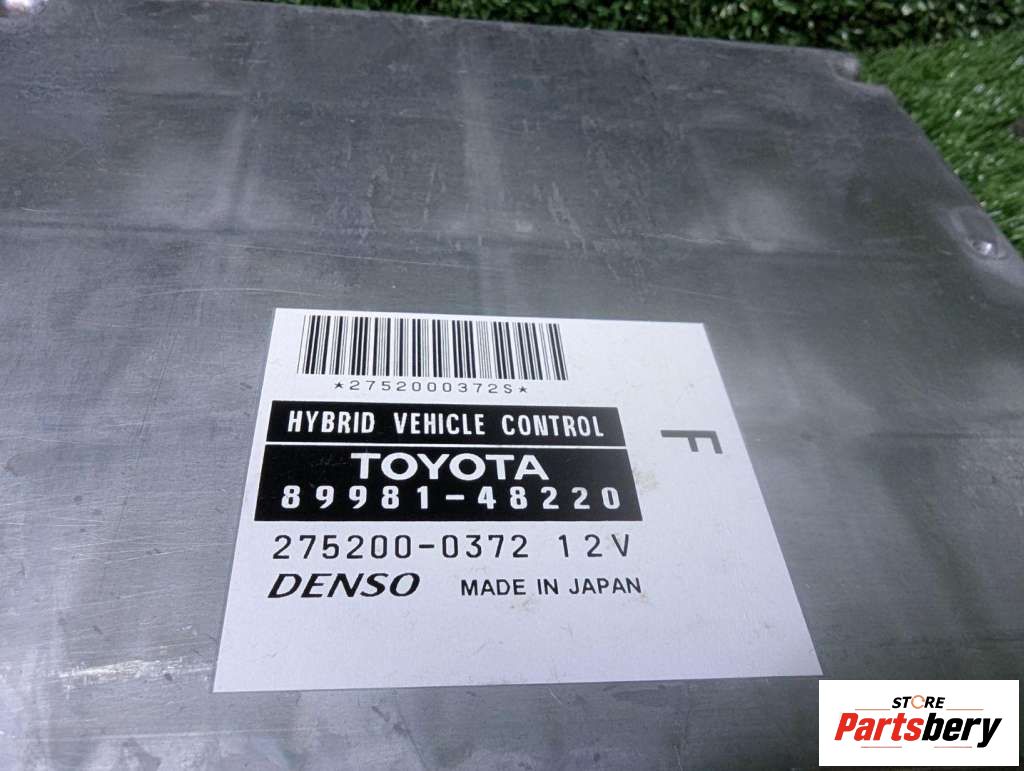 *2752000372S*
HYBRID VEHICLE CONTROL
F
TOYOTA
89981-48220
275200-0372 12V
DENSO MADE IN JAPAN
STORE
Partsbery